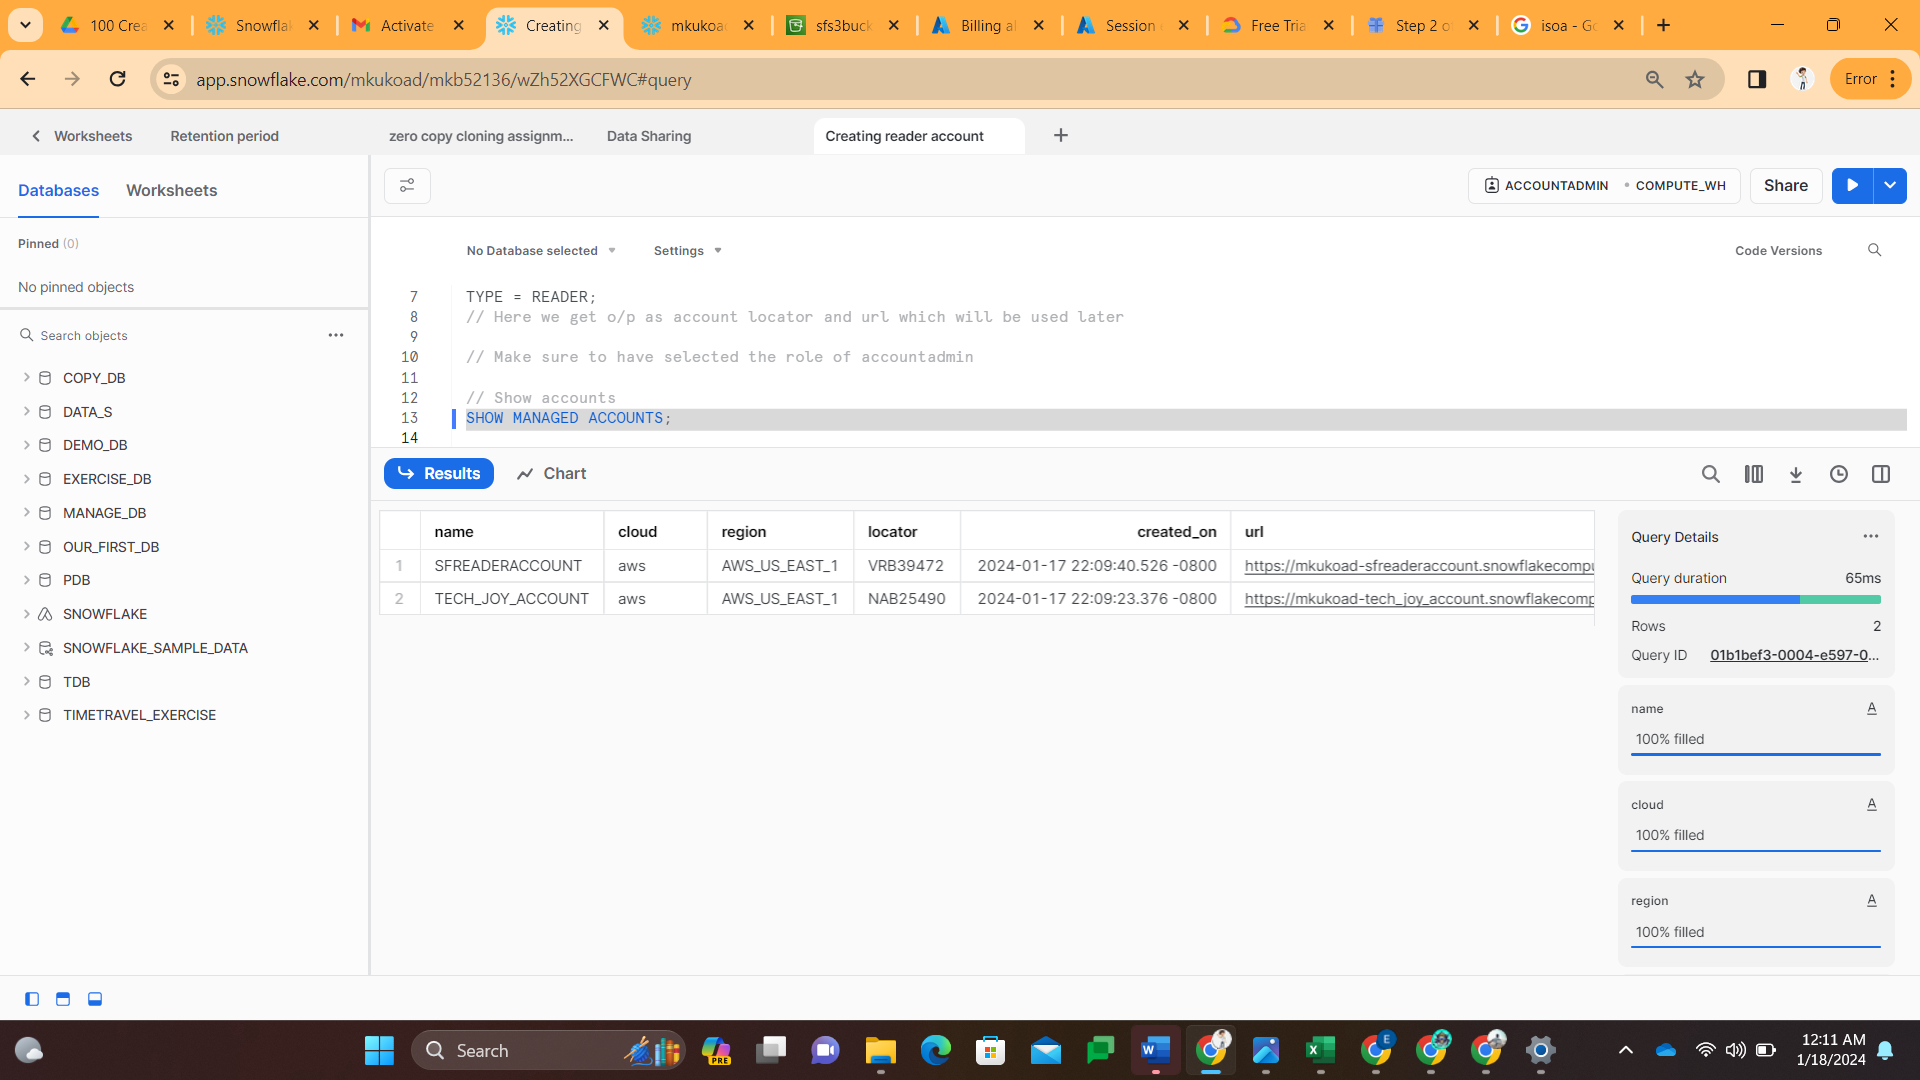 100 Crea
Snowflak
Activate
Creating
mkukoad
sfs3buck
Billing al
Session
Free Tria
Step 2 o
isoa - Go
app.snowflake.com/mkukoad/mkb52136/wZh52XGCFWC#query
Error
Worksheets
Retention period
zero copy cloning assignm...
Data Sharing
Creating reader account
Databases
Worksheets
ACCOUNTADMIN
COMPUTE_WH
Share
Pinned (0)
No pinned objects
No Database selected
Settings
Code Versions
Search objects
COPY_DB
DATA_S
DEMO_DB
EXERCISE_DB
MANAGE_DB
OUR_FIRST_DB
PDB
SNOWFLAKE
SNOWFLAKE_SAMPLE_DATA
TDB
TIMETRAVEL_EXERCISE
7 TYPE = READER;
8 // Here we get o/p as account locator and url which will be used later
9
10 // Make sure to have selected the role of accountadmin
11
12 // Show accounts
13 SHOW MANAGED ACCOUNTS;
14
Results
Chart
name cloud region locator created_on url
1 SFREADERACCOUNT aws AWS_US_EAST_1 VRB39472 2024-01-17 22:09:40.526 -0800 https://mkukoad-sfreaderaccount.snowflakecompu
2 TECH_JOY_ACCOUNT aws AWS_US_EAST_1 NAB25490 2024-01-17 22:09:23.376 -0800 https://mkukoad-tech_joy_account.snowflakecomp
Query Details
Query duration 65ms
Rows 2
Query ID 01b1bef3-0004-e597-0...
name A
100% filled
cloud A
100% filled
region A
100% filled
Search
PRE
W
X
E
12:11 AM
1/18/2024